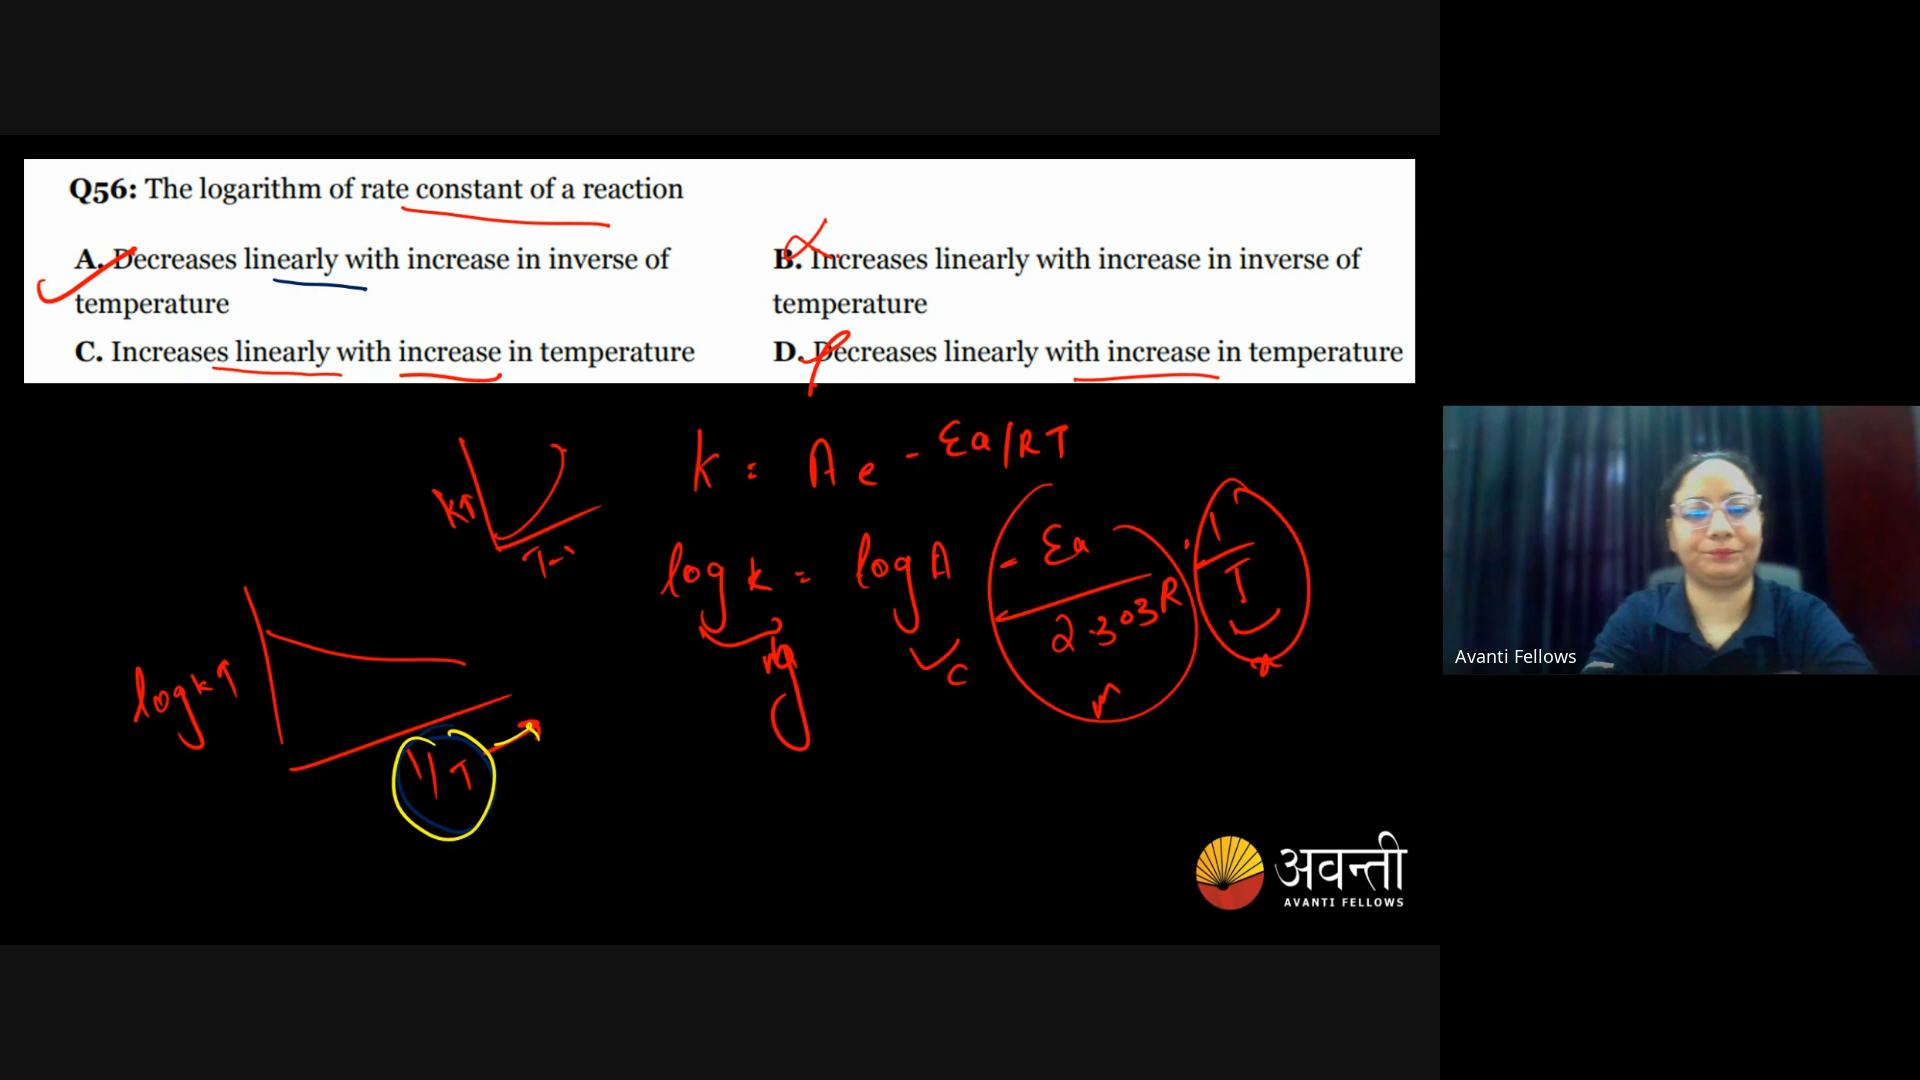 Q56: The logarithm of rate constant of a reaction
A. Decreases linearly with increase in inverse of temperature
B. Increases linearly with increase in inverse of temperature
C. Increases linearly with increase in temperature
D. Decreases linearly with increase in temperature
k = A e - Ea/RT
k↑
T→
log k = log A - Ea / 2.303R . 1 / T
y
c
m
x
log k↑
1/T
Avanti Fellows
अवन्ती
AVANTI FELLOWS